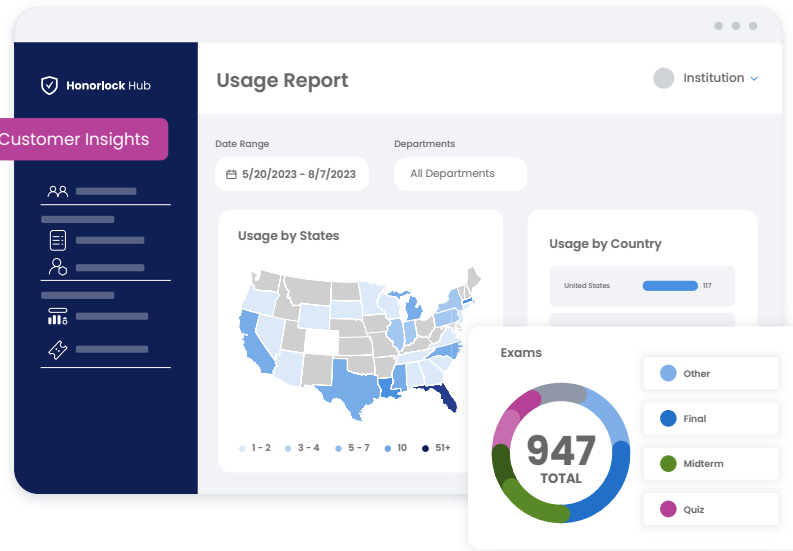 Honorlock Hub
Customer Insights
Usage Report
Institution
Date Range
5/20/2023 - 8/7/2023
Departments
All Departments
Usage by States
1 - 2
3 - 4
5 - 7
10
51+
Usage by Country
United States
117
Exams
947
TOTAL
Other
Final
Midterm
Quiz